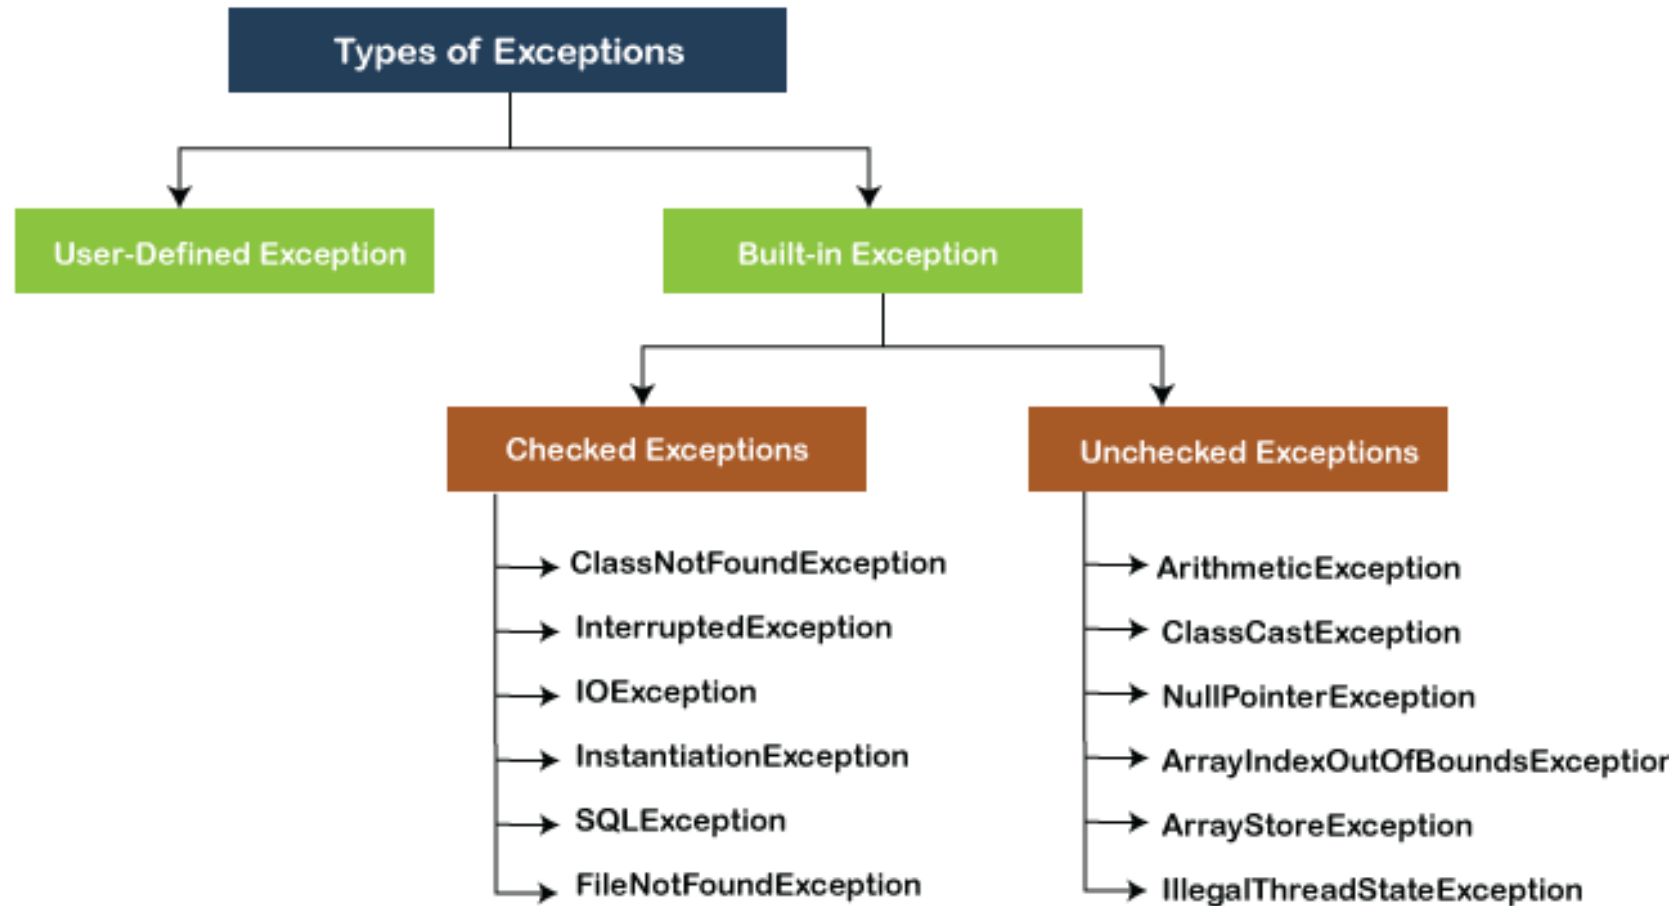 Types of Exceptions
User-Defined Exception
Built-in Exception
Checked Exceptions
Unchecked Exceptions
ClassNotFoundException
InterruptedException
IOException
InstantiationException
SQLException
FileNotFoundException
ArithmeticException
ClassCastException
NullPointerException
ArrayIndexOutOfBoundsException
ArrayStoreException
IllegalThreadStateException